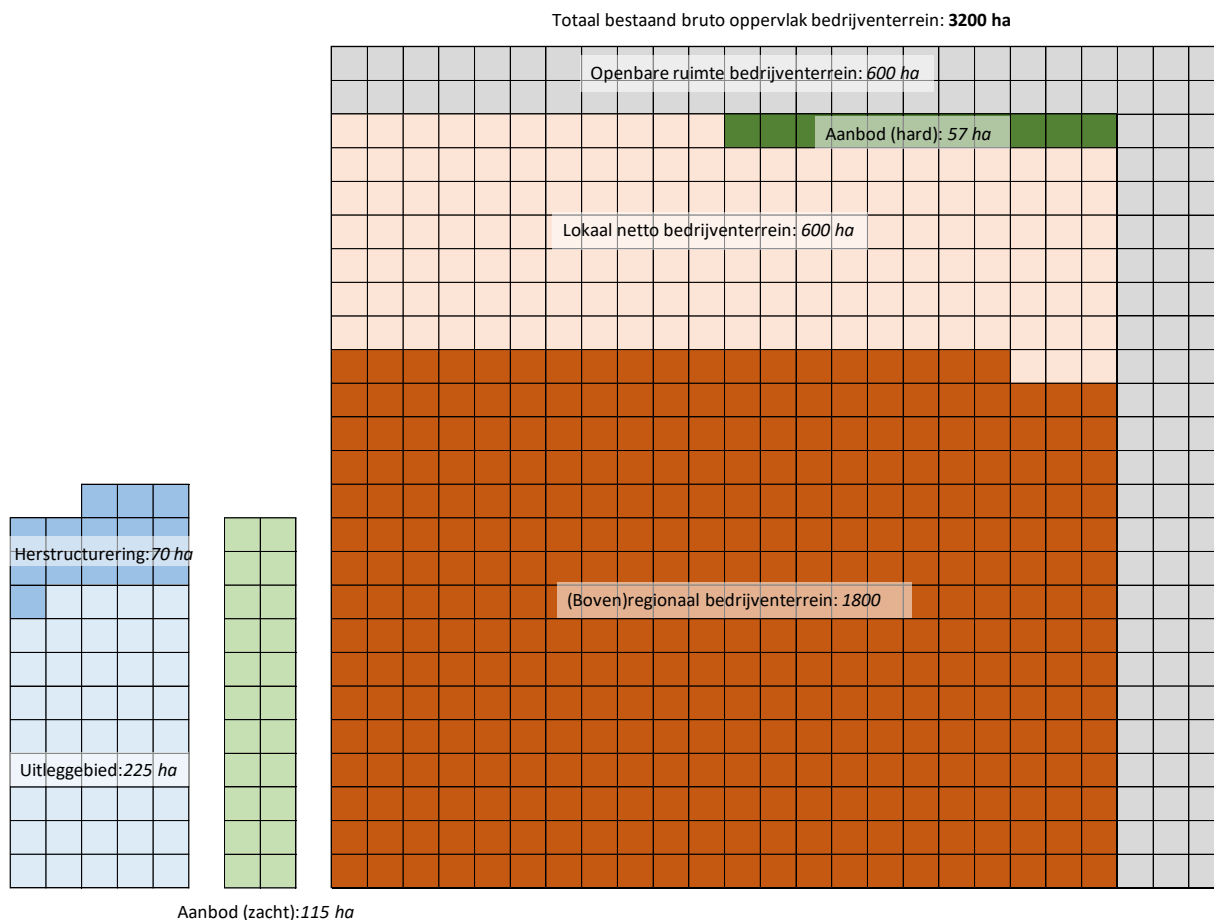 Totaal bestaand bruto oppervlak bedrijventerrein: 3200 ha
Openbare ruimte bedrijventerrein: 600 ha
Aanbod (hard): 57 ha
Lokaal netto bedrijventerrein: 600 ha
Herstructurering: 70 ha
(Boven)regionaal bedrijventerrein: 1800
Uitleggebied: 225 ha
Aanbod (zacht): 115 ha